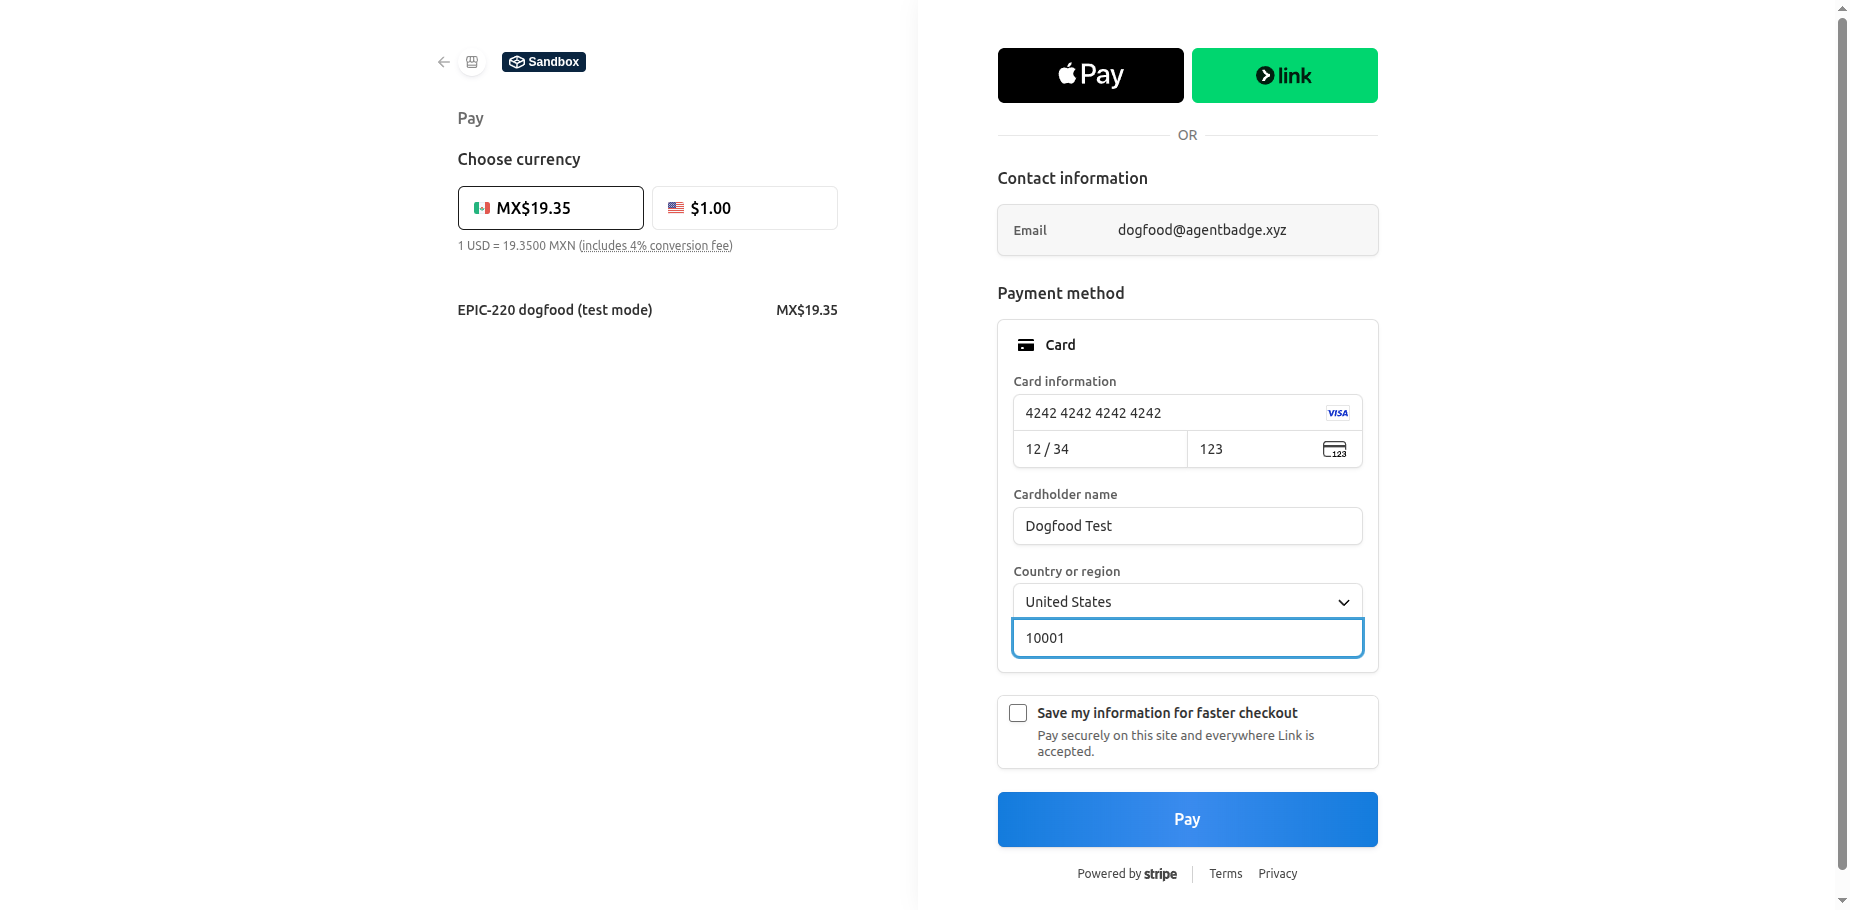 Sandbox
Pay
Choose currency
MX$19.35
$1.00
1 USD = 19.3500 MXN (includes 4% conversion fee)
EPIC-220 dogfood (test mode) MX$19.35
Pay
link
OR
Contact information
Email dogfood@agentbadge.xyz
Payment method
Card
Card information
4242 4242 4242 4242 VISA
12 / 34 123 123
Cardholder name
Dogfood Test
Country or region
United States
10001
Save my information for faster checkout
Pay securely on this site and everywhere Link is
accepted.
Pay
Powered by stripe Terms Privacy